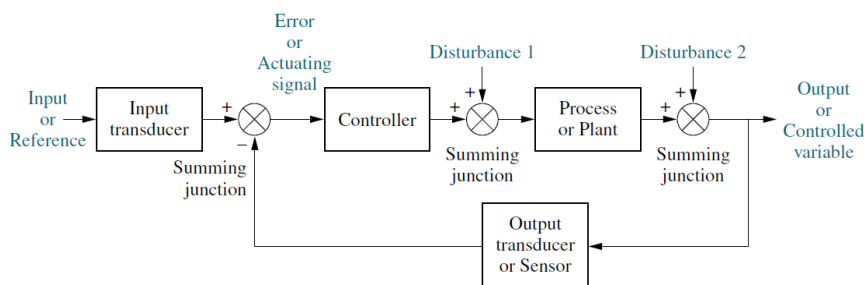 Error
or
Actuating
signal
Disturbance 1
Disturbance 2
Input
or
Reference
Input
transducer
+
−
Summing
junction
Controller
+
+
Summing
junction
Process
or Plant
+
+
Summing
junction
Output
or
Controlled
variable
Output
transducer
or Sensor